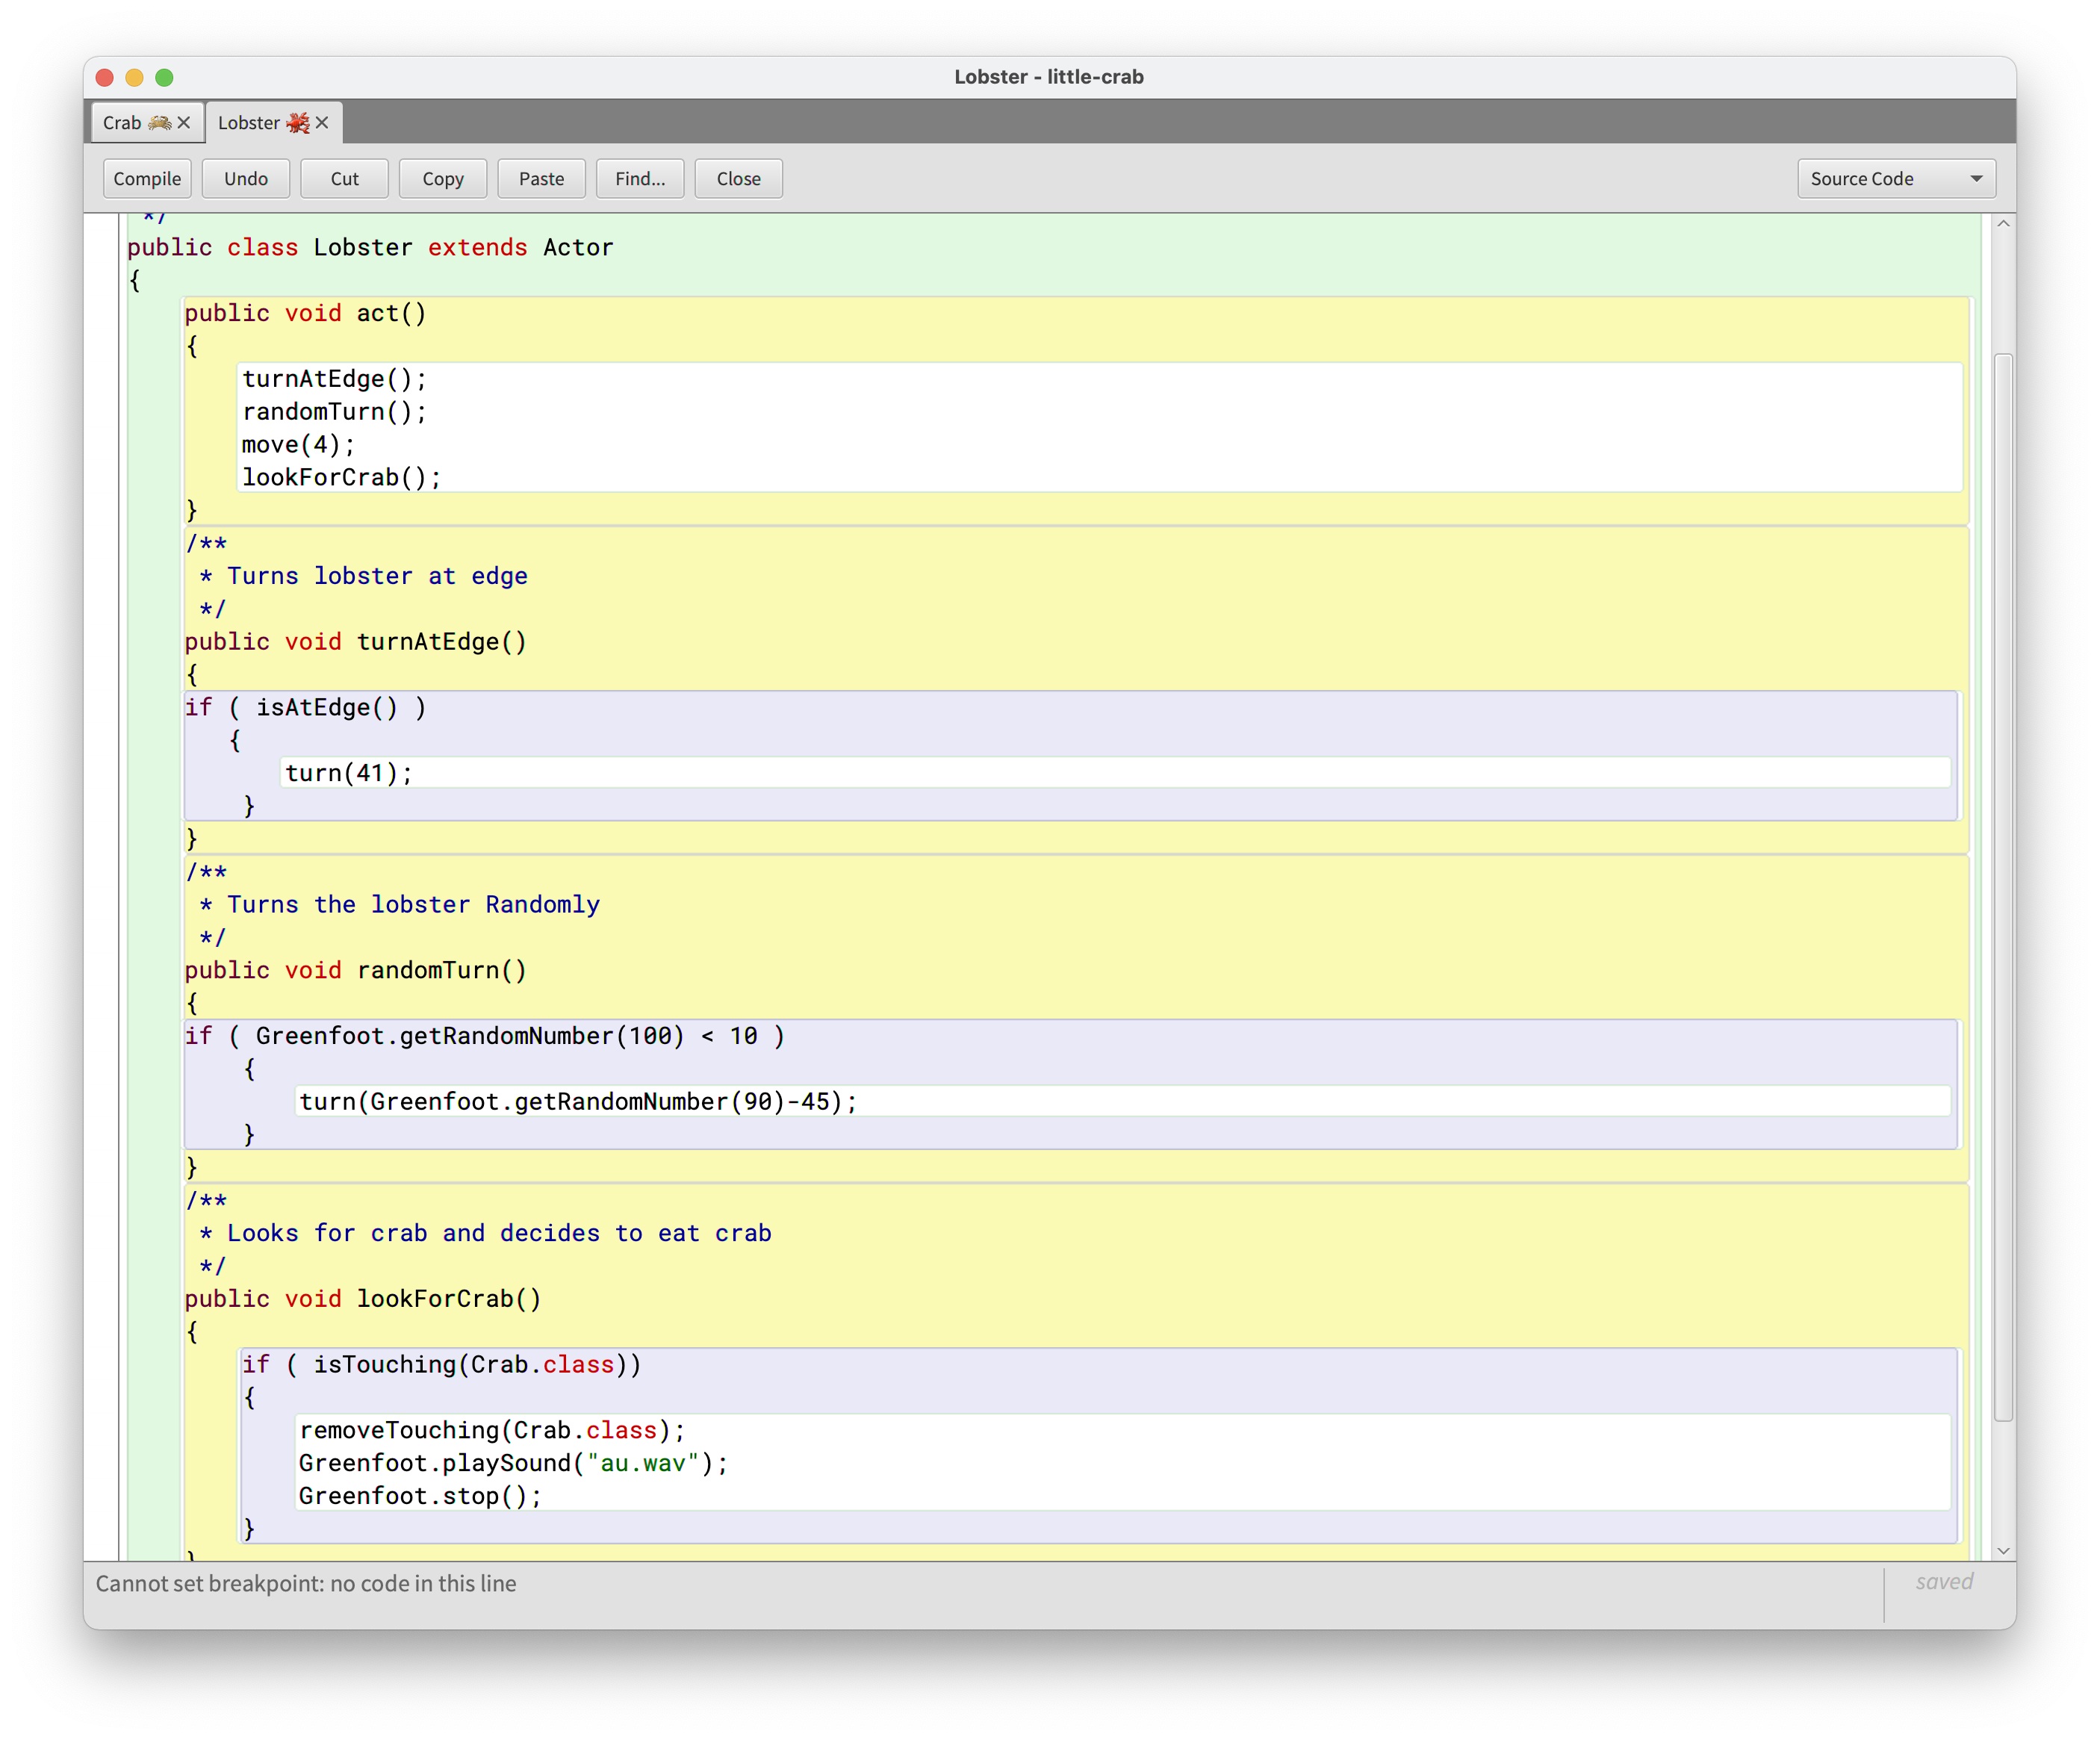 Lobster - little-crab
Crab
Lobster
Compile Undo Cut Copy Paste Find... Close Source Code
*/
public class Lobster extends Actor
{
public void act()
{
turnAtEdge();
randomTurn();
move(4);
lookForCrab();
}
/**
* Turns lobster at edge
*/
public void turnAtEdge()
{
if ( isAtEdge() )
{
turn(41);
}
}
/**
* Turns the lobster Randomly
*/
public void randomTurn()
{
if ( Greenfoot.getRandomNumber(100) < 10 )
{
turn(Greenfoot.getRandomNumber(90)-45);
}
}
/**
* Looks for crab and decides to eat crab
*/
public void lookForCrab()
{
if ( isTouching(Crab.class))
{
removeTouching(Crab.class);
Greenfoot.playSound("au.wav");
Greenfoot.stop();
}
}
Cannot set breakpoint: no code in this line
saved